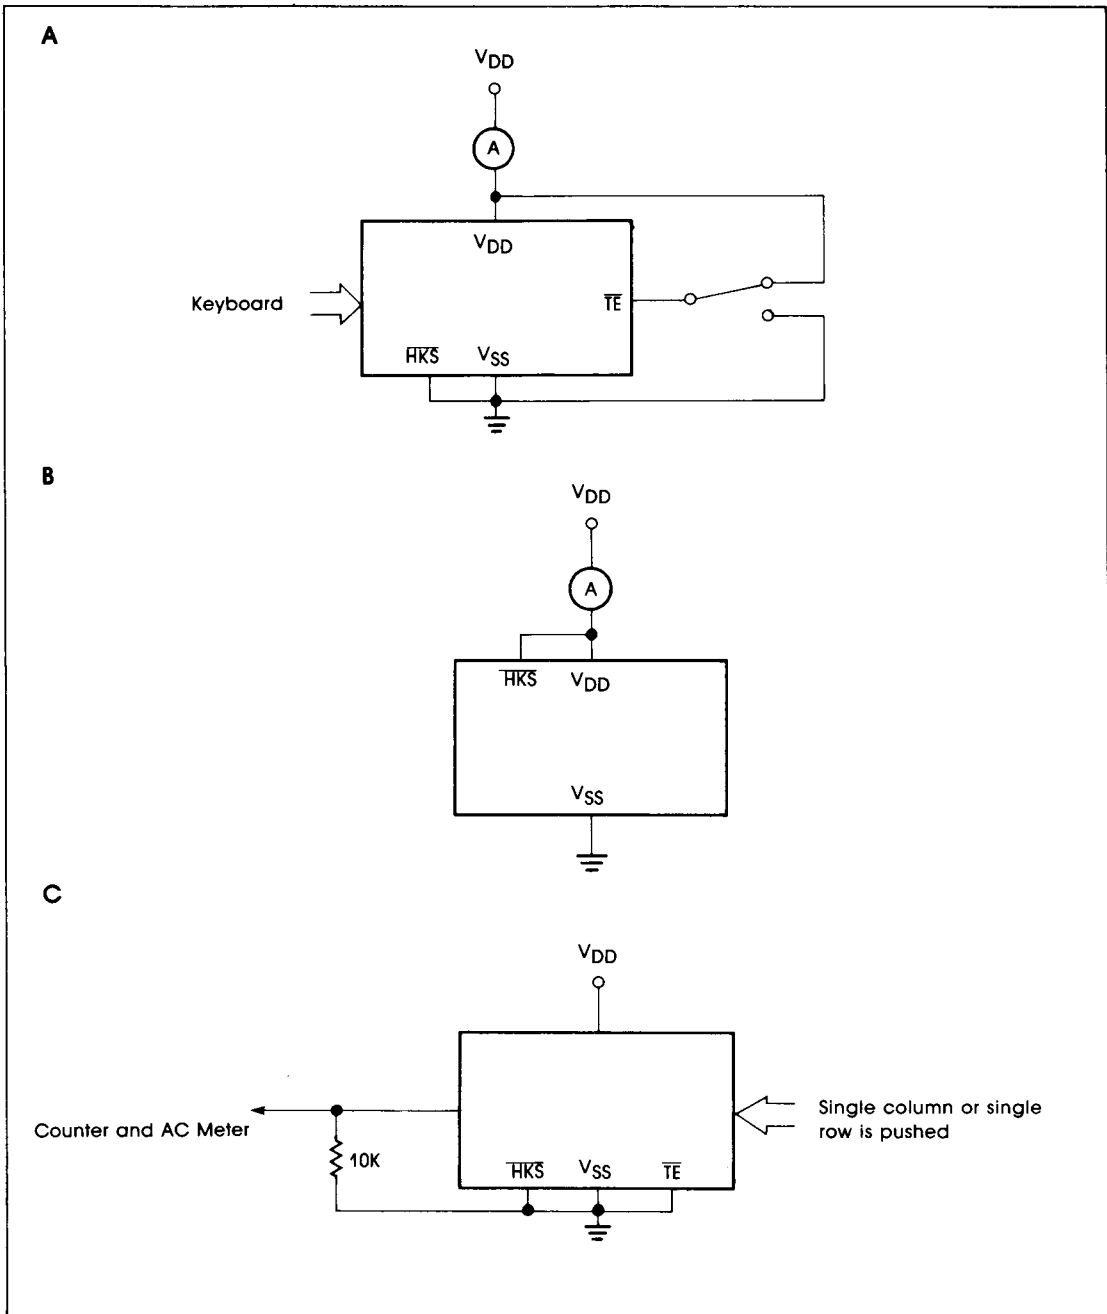 A
VDD
A
VDD
Keyboard
TE
HKS VSS
B
VDD
A
HKS VDD
VSS
C
VDD
Counter and AC Meter
10K
HKS VSS TE
Single column or single
row is pushed